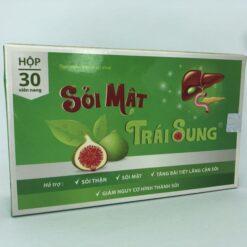 HỘP
30
viên nang
SỎI MẬT
TRÁI SUNG
Hỗ trợ:
✓ SỎI THẬN ✓ SỎI MẬT ✓ TĂNG BÀI TIẾT LẮNG CẶN SỎI
✓ GIẢM NGUY CƠ HÌNH THÀNH SỎI